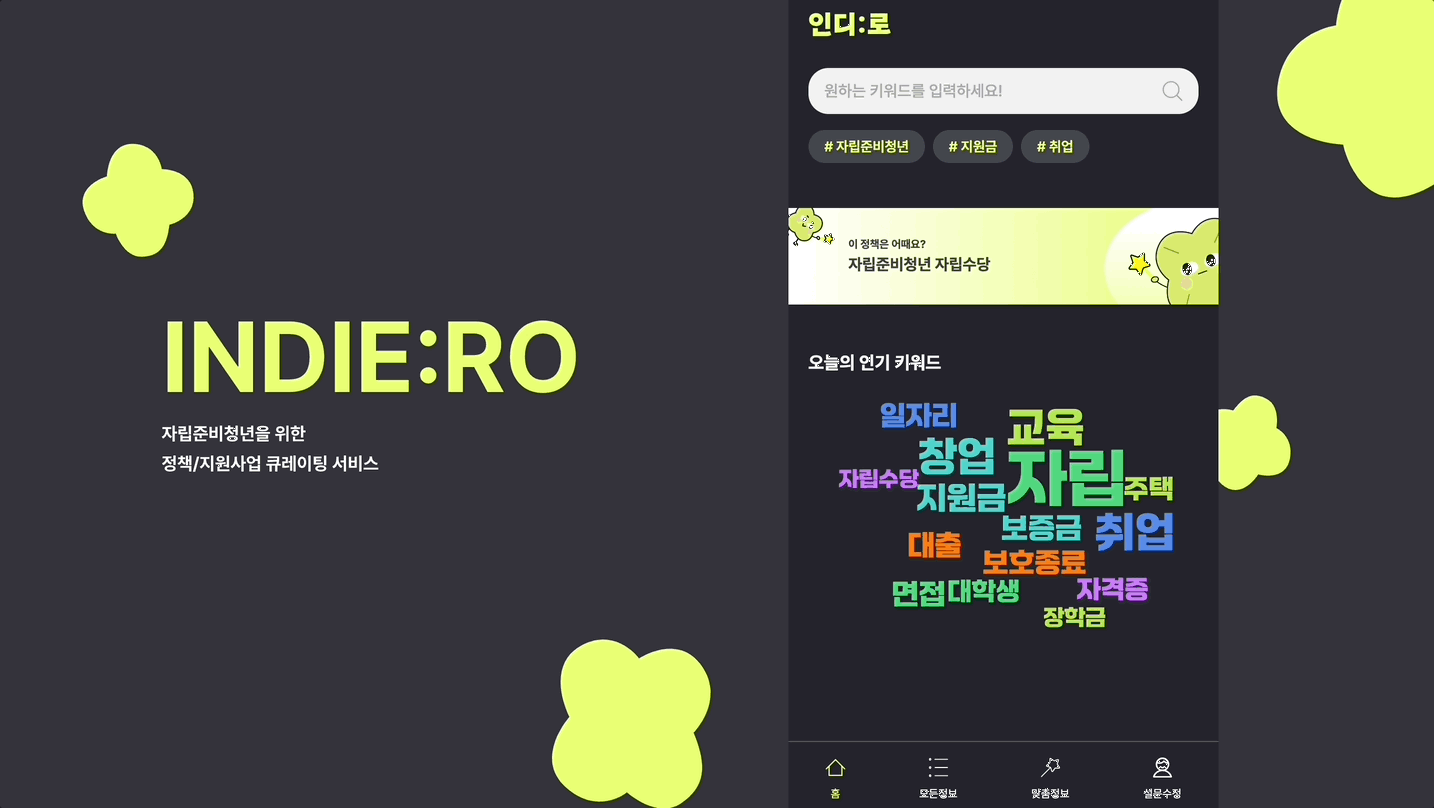 INDIE:RO
자립준비청년을 위한
정책/지원사업 큐레이팅 서비스
인디:로
원하는 키워드를 입력하세요!
# 자립준비청년
# 지원금
# 취업
이 정책은 어때요?
자립준비청년 자립수당
오늘의 연기 키워드
일자리
교육
창업
자립
자립수당
지원금
주택
보증금
취업
대출
보호종료
면접
대학생
자격증
장학금
홈
모든정보
맞춤정보
설문수정